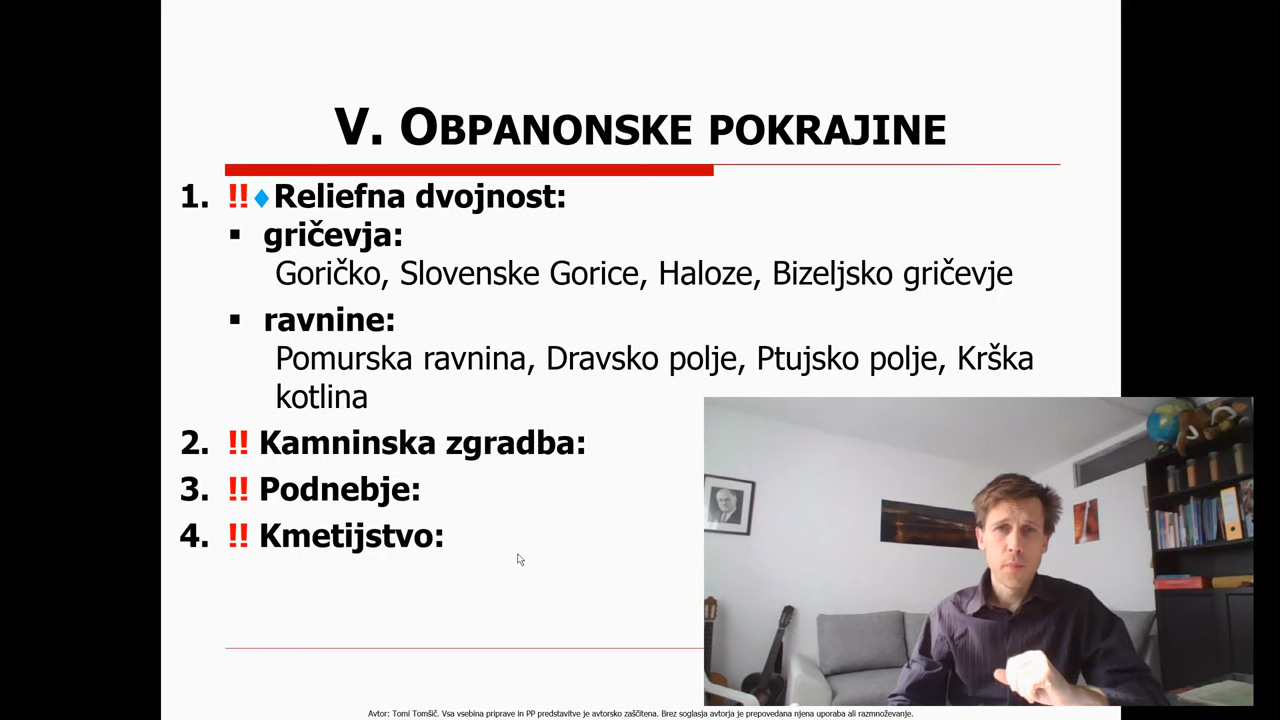 V. OBPANONSKE POKRAJINE
1. !!♦Reliefna dvojnost:
▪ gričevja:
Goričko, Slovenske Gorice, Haloze, Bizeljsko gričevje
▪ ravnine:
Pomurska ravnina, Dravsko polje, Ptujsko polje, Krška
kotlina
2. !! Kamninska zgradba:
3. !! Podnebje:
4. !! Kmetijstvo:
Avtor: Tomi Tomšič. Vsa vsebina priprave in PP predstavitve je avtorsko zaščitena. Brez soglasja avtorja je prepovedana njena uporaba ali razmnoževanje.